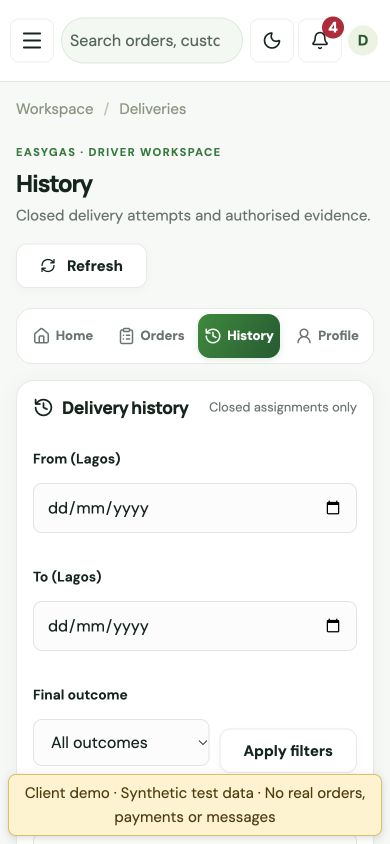 Search orders, custc
4
D
Workspace / Deliveries
EASYGAS · DRIVER WORKSPACE
History
Closed delivery attempts and authorised evidence.
Refresh
Home
Orders
History
Profile
Delivery history
Closed assignments only
From (Lagos)
dd/mm/yyyy
To (Lagos)
dd/mm/yyyy
Final outcome
All outcomes
Apply filters
Client demo · Synthetic test data · No real orders,
payments or messages